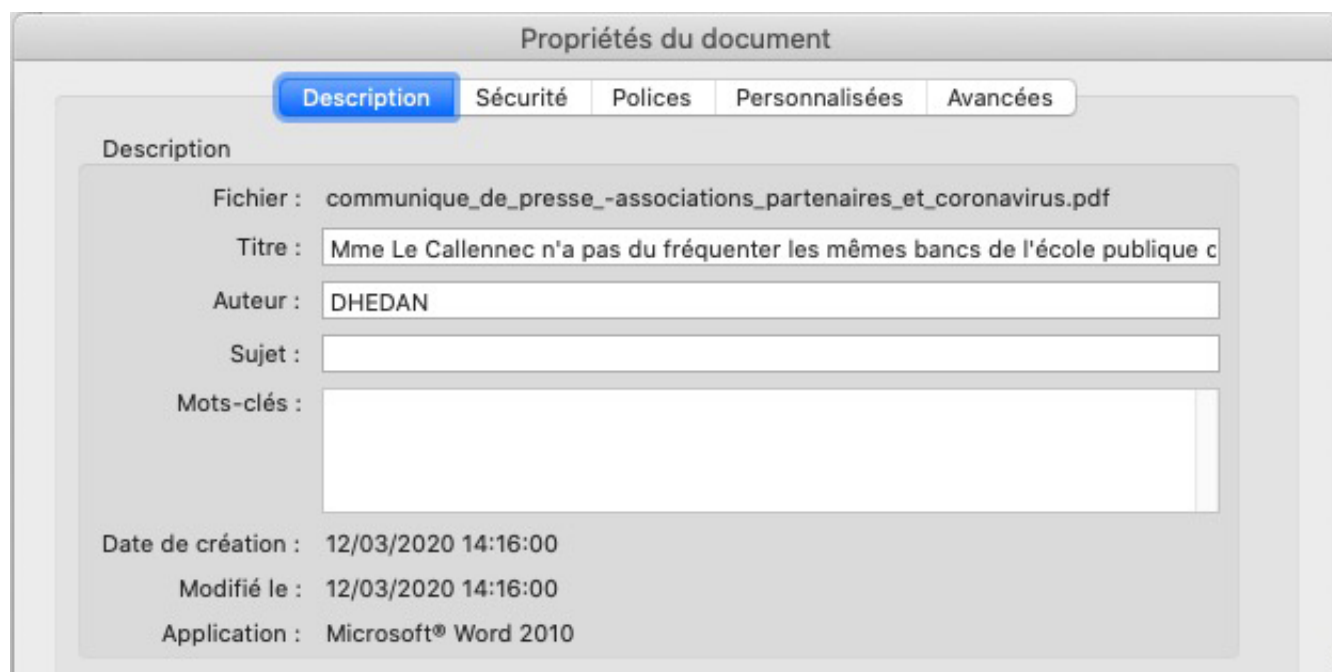 Propriétés du document
Description Sécurité Polices Personnalisées Avancées
Description
Fichier : communique_de_presse_-associations_partenaires_et_coronavirus.pdf
Titre : Mme Le Callennec n'a pas du fréquenter les mêmes bancs de l'école publique
Auteur : DHEDAN
Sujet :
Mots-clés :
Date de création : 12/03/2020 14:16:00
Modifié le : 12/03/2020 14:16:00
Application : Microsoft® Word 2010